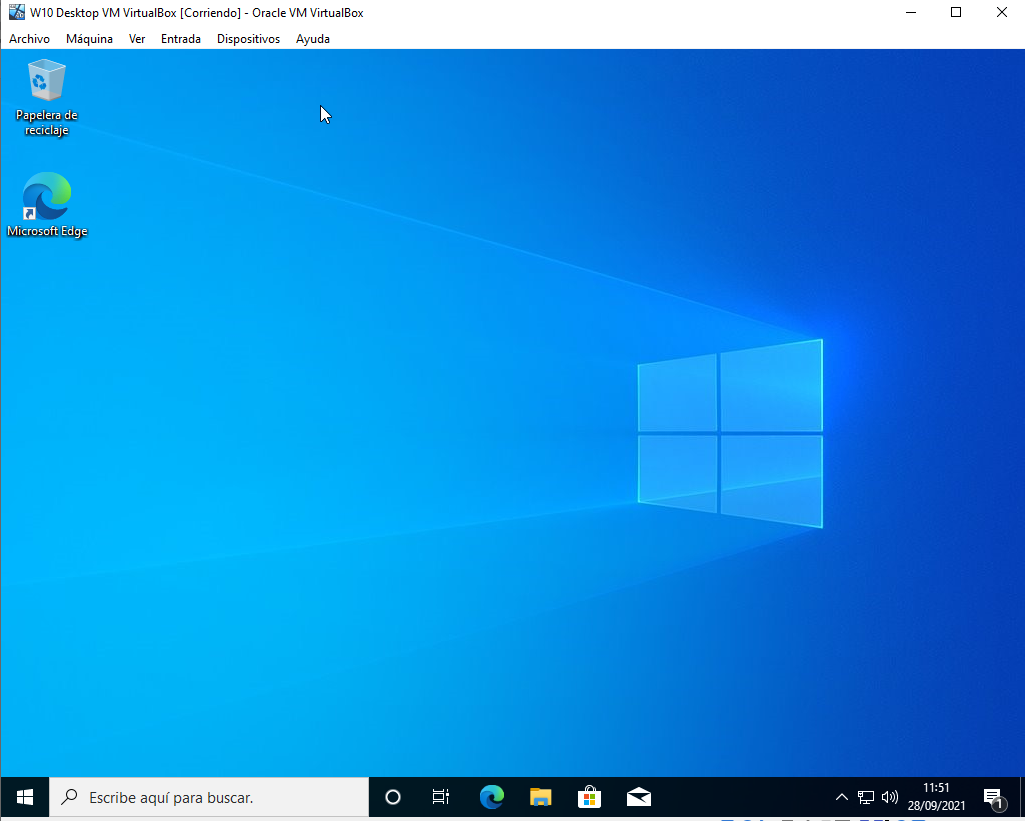 W10 Desktop VM VirtualBox [Corriendo] - Oracle VM VirtualBox
Archivo Máquina Ver Entrada Dispositivos Ayuda
Papelera de
reciclaje
Microsoft Edge
Escribe aquí para buscar.
11:51
28/09/2021
1